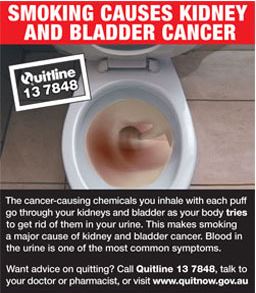 SMOKING CAUSES KIDNEY
AND BLADDER CANCER
Quitline
13 7848
The cancer-causing chemicals you inhale with each puff
go through your kidneys and bladder as your body tries
to get rid of them in your urine. This makes smoking
a major cause of kidney and bladder cancer. Blood in
the urine is one of the most common symptoms.
Want advice on quitting? Call Quitline 13 7848, talk to
your doctor or pharmacist, or visit www.quitnow.gov.au